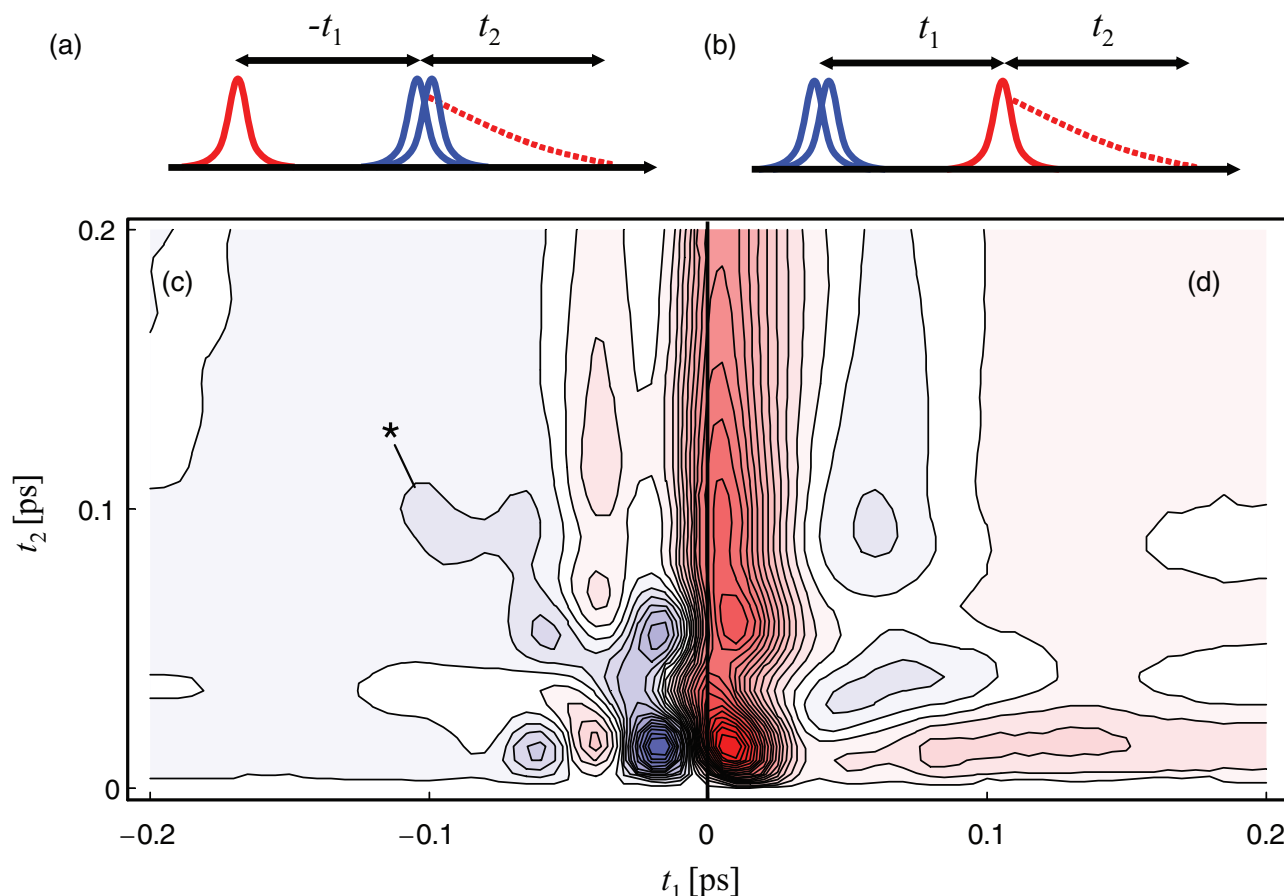 (a) -t₁ t₂ (b) t₁ t₂
0.2
(c) (d)
*
0.1
t₂ [ps]
0
−0.2 −0.1 0 0.1 0.2
t₁ [ps]